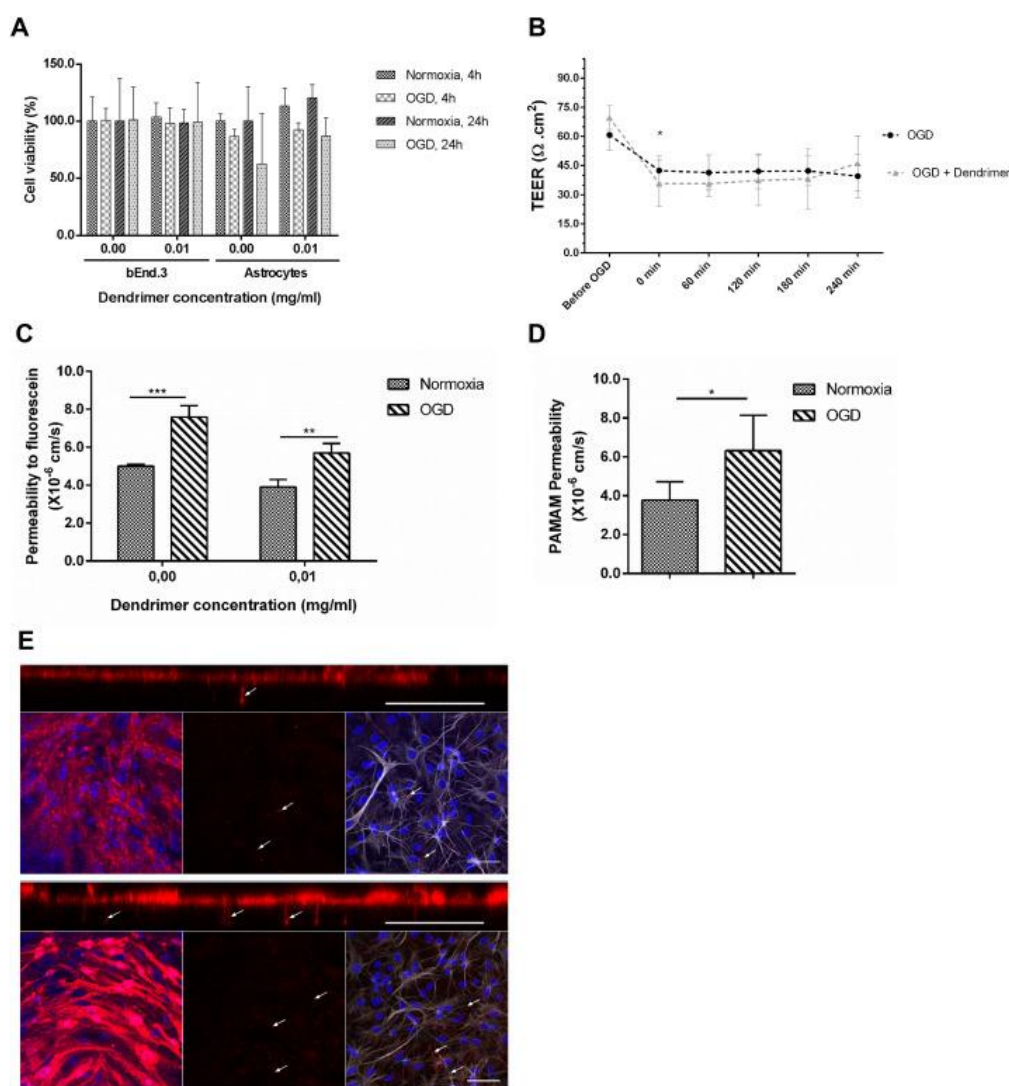 A
Cell viability (%)
150.0
100.0
50.0
0.0
0.00
0.01
0.00
0.01
bEnd.3
Astrocytes
Dendrimer concentration (mg/ml)
Normoxia, 4h
OGD, 4h
Normoxia, 24h
OGD, 24h
B
TEER (Ω .cm²)
90.0
75.0
60.0
45.0
30.0
15.0
0.0
*
Before OGD
0 min
60 min
120 min
180 min
240 min
OGD
OGD + Dendrimer
C
Permeability to fluorescein
(X10⁻⁶ cm/s)
10.0
8.0
6.0
4.0
2.0
0.0
***
**
0,00
0,01
Dendrimer concentration (mg/ml)
Normoxia
OGD
D
PAMAM Permeability
(X10⁻⁶ cm/s)
10.0
8.0
6.0
4.0
2.0
0.0
*
Normoxia
OGD
E